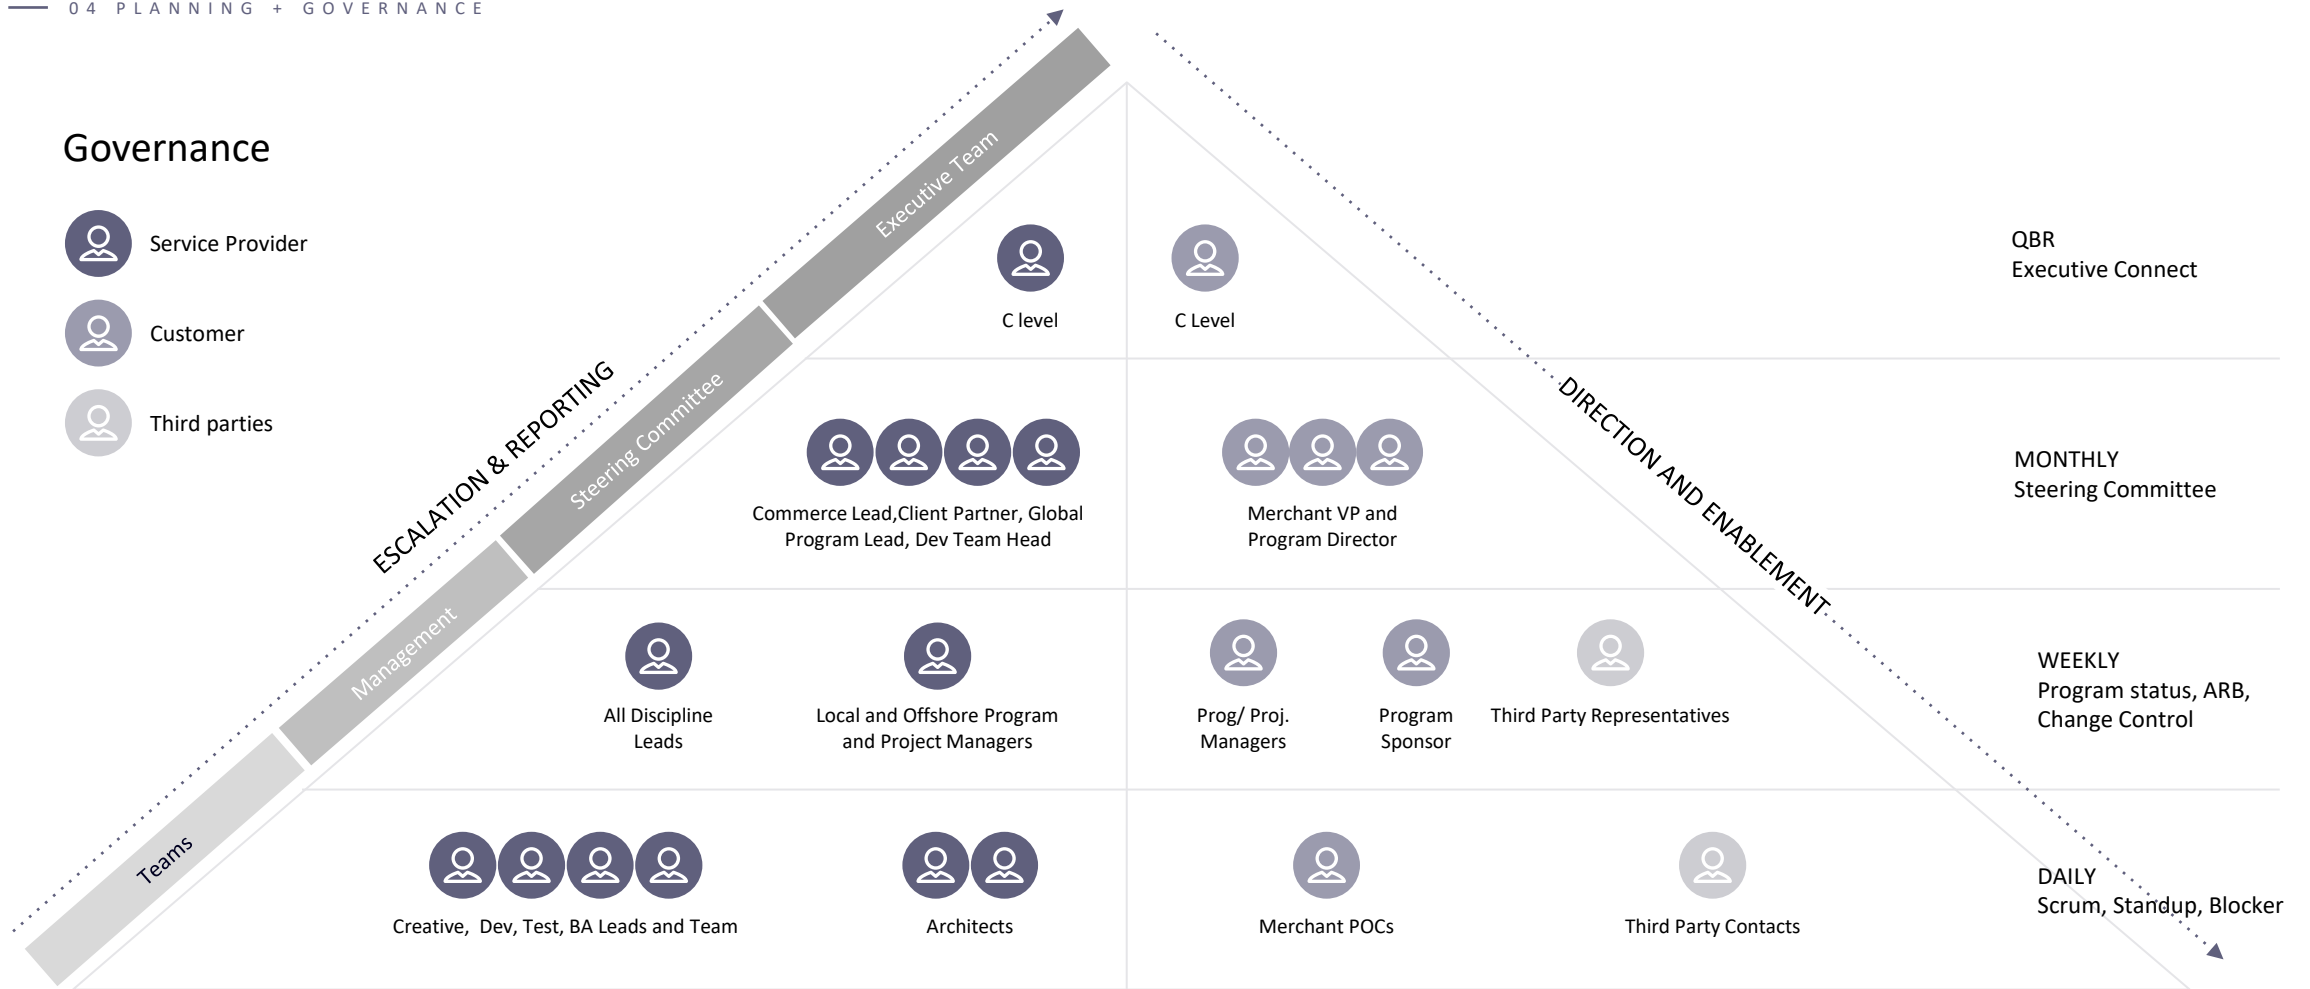 04 PLANNING + GOVERNANCE
Governance
Service Provider
Customer
Third parties
ESCALATION & REPORTING
DIRECTION AND ENABLEMENT
Executive Team
C level
C Level
QBR
Executive Connect
Steering Committee
Commerce Lead,Client Partner, Global
Program Lead, Dev Team Head
Merchant VP and
Program Director
MONTHLY
Steering Committee
Management
All Discipline
Leads
Local and Offshore Program
and Project Managers
Prog/ Proj.
Managers
Program
Sponsor
Third Party Representatives
WEEKLY
Program status, ARB,
Change Control
Teams
Creative, Dev, Test, BA Leads and Team
Architects
Merchant POCs
Third Party Contacts
DAILY
Scrum, Standup, Blocker